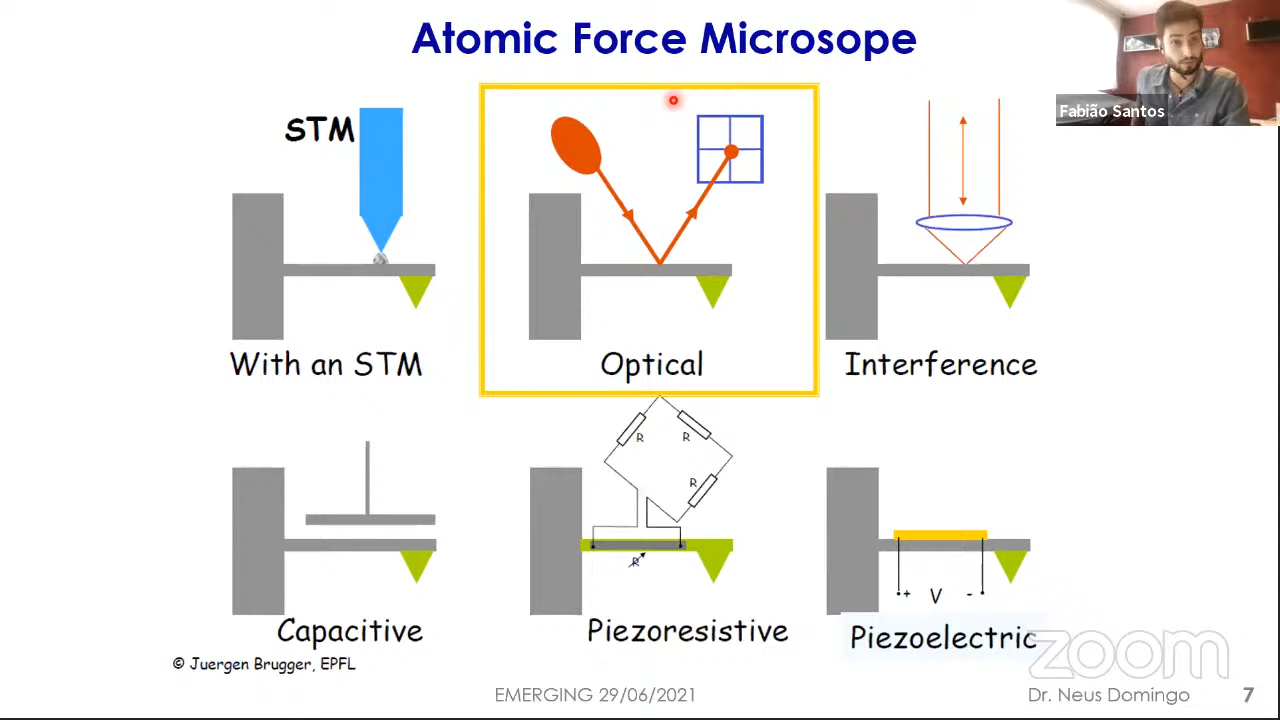 Atomic Force Microsope
Fabião Santos
STM
With an STM
Optical
Interference
R
R
R
R
+ V -
Capacitive
Piezoresistive
Piezoelectric
© Juergen Brugger, EPFL
zoom
EMERGING 29/06/2021
Dr. Neus Domingo
7